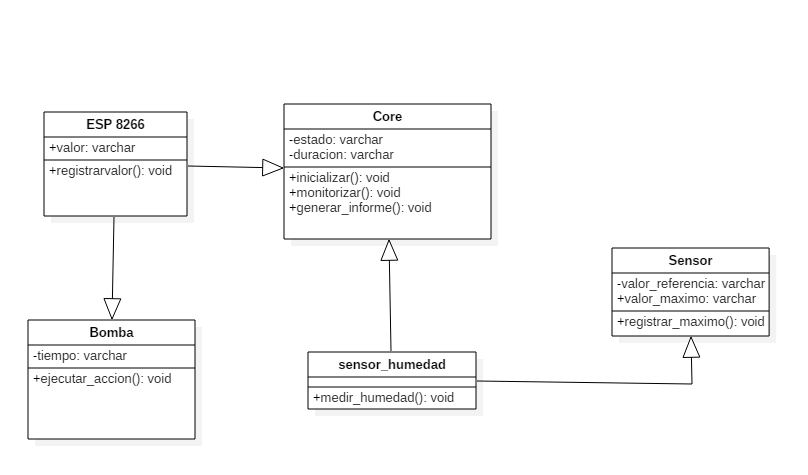 ESP 8266
+valor: varchar
+registrarvalor(): void
Core
-estado: varchar
-duracion: varchar
+inicializar(): void
+monitorizar(): void
+generar_informe(): void
Sensor
-valor_referencia: varchar
+valor_maximo: varchar
+registrar_maximo(): void
Bomba
-tiempo: varchar
+ejecutar_accion(): void
sensor_humedad
+medir_humedad(): void